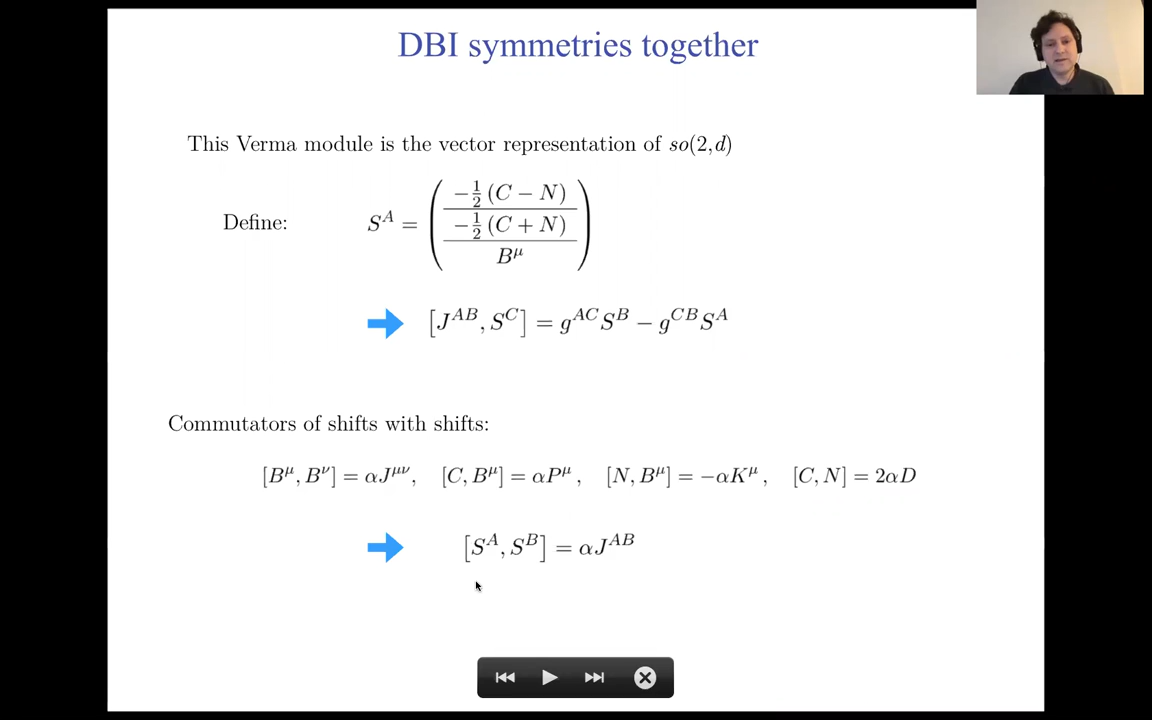 DBI symmetries together
This Verma module is the vector representation of so(2,d)
Define: S^A = ( −½ (C − N) / −½ (C + N) / B^μ )
[J^{AB}, S^C] = g^{AC} S^B − g^{CB} S^A
Commutators of shifts with shifts:
[B^μ, B^ν] = αJ^{μν}, [C, B^μ] = αP^μ, [N, B^μ] = −αK^μ, [C, N] = 2αD
[S^A, S^B] = αJ^{AB}